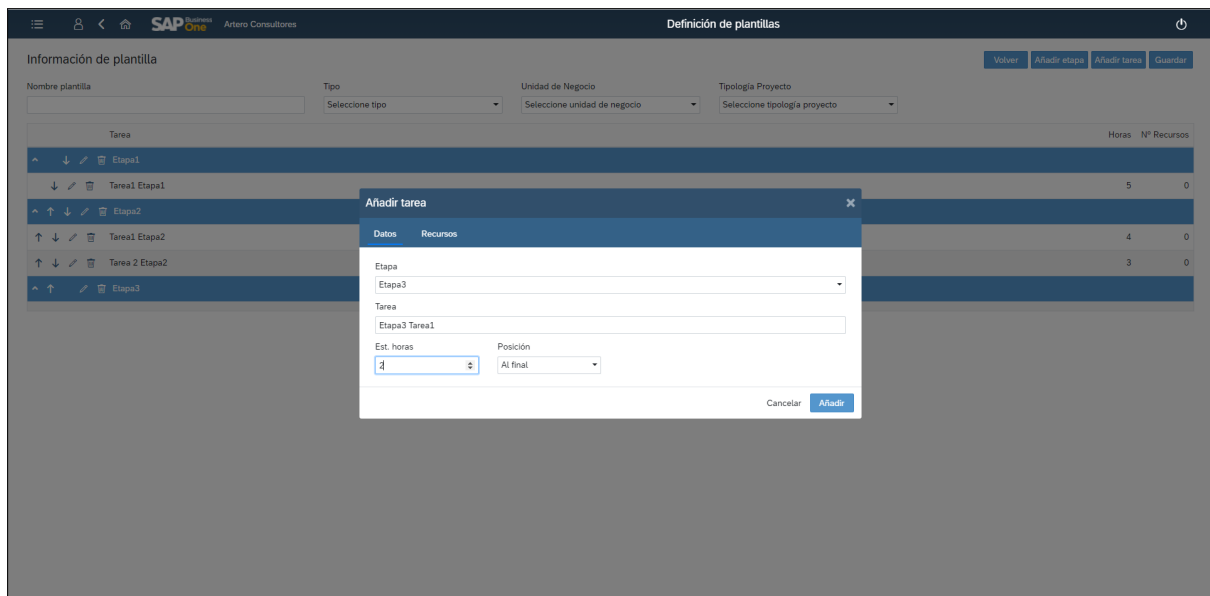 SAP Business One Artero Consultores Definición de plantillas
Información de plantilla Volver Añadir etapa Añadir tarea Guardar
Nombre plantilla Tipo Unidad de Negocio Tipología Proyecto
Seleccione tipo Seleccione unidad de negocio Seleccione tipología proyecto
Tarea Horas Nº Recursos
Etapa1
Tarea1 Etapa1 5 0
Etapa2
Tarea1 Etapa2 4 0
Tarea 2 Etapa2 3 0
Etapa3
Añadir tarea
Datos Recursos
Etapa
Etapa3
Tarea
Etapa3 Tarea1
Est. horas Posición
2 Al final
Cancelar Añadir